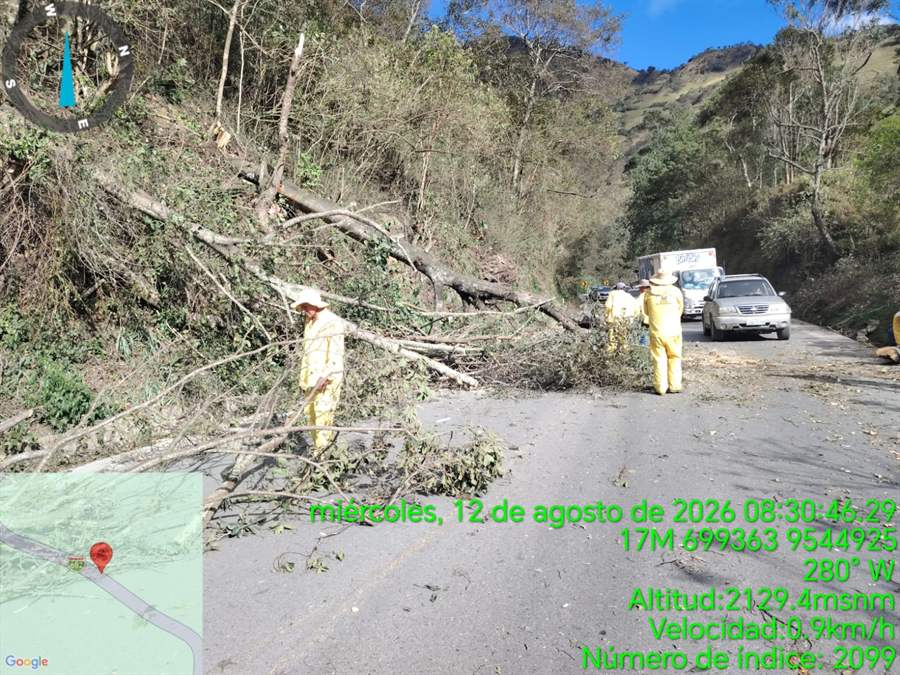 W
N
S
E
miércoles, 12 de agosto de 2026 08:30:46.29
17M 699363 9544925
280° W
Altitud:2129.4msnm
Velocidad:0.9km/h
Número de índice: 2099
Google